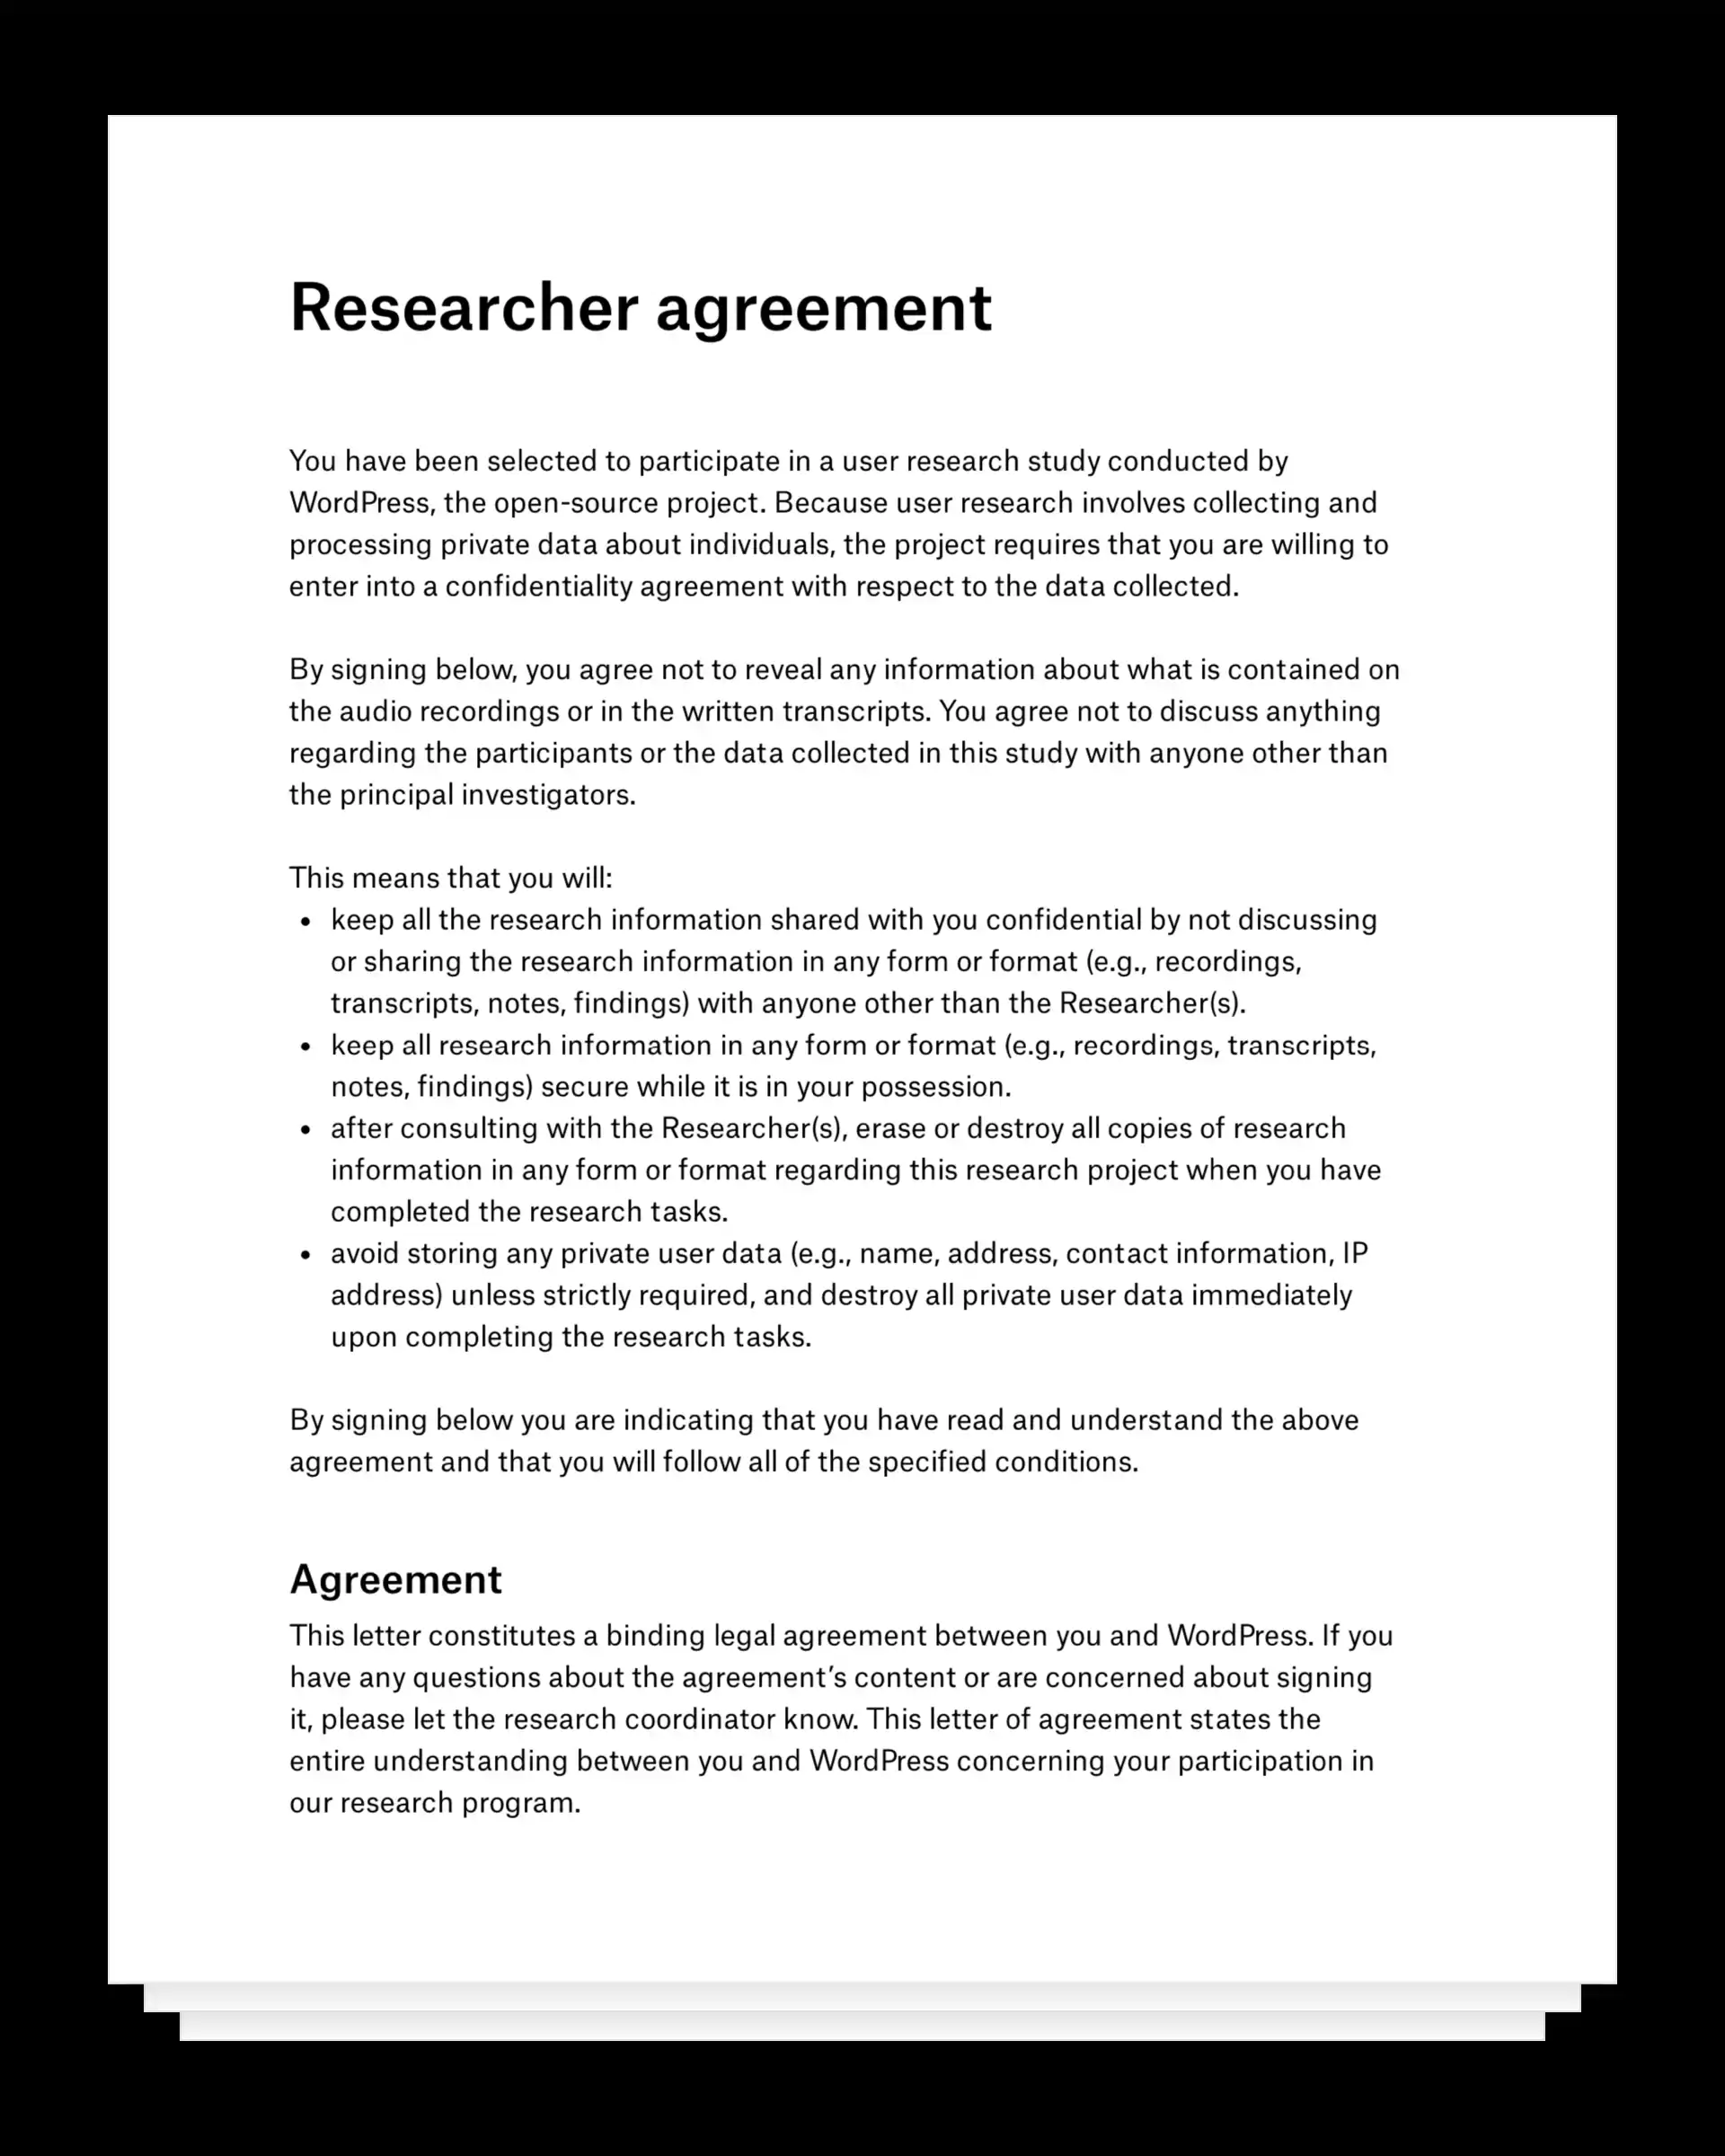 Researcher agreement
You have been selected to participate in a user research study conducted by
WordPress, the open-source project. Because user research involves collecting and
processing private data about individuals, the project requires that you are willing to
enter into a confidentiality agreement with respect to the data collected.
By signing below, you agree not to reveal any information about what is contained on
the audio recordings or in the written transcripts. You agree not to discuss anything
regarding the participants or the data collected in this study with anyone other than
the principal investigators.
This means that you will:
• keep all the research information shared with you confidential by not discussing
or sharing the research information in any form or format (e.g., recordings,
transcripts, notes, findings) with anyone other than the Researcher(s).
• keep all research information in any form or format (e.g., recordings, transcripts,
notes, findings) secure while it is in your possession.
• after consulting with the Researcher(s), erase or destroy all copies of research
information in any form or format regarding this research project when you have
completed the research tasks.
• avoid storing any private user data (e.g., name, address, contact information, IP
address) unless strictly required, and destroy all private user data immediately
upon completing the research tasks.
By signing below you are indicating that you have read and understand the above
agreement and that you will follow all of the specified conditions.
Agreement
This letter constitutes a binding legal agreement between you and WordPress. If you
have any questions about the agreement’s content or are concerned about signing
it, please let the research coordinator know. This letter of agreement states the
entire understanding between you and WordPress concerning your participation in
our research program.